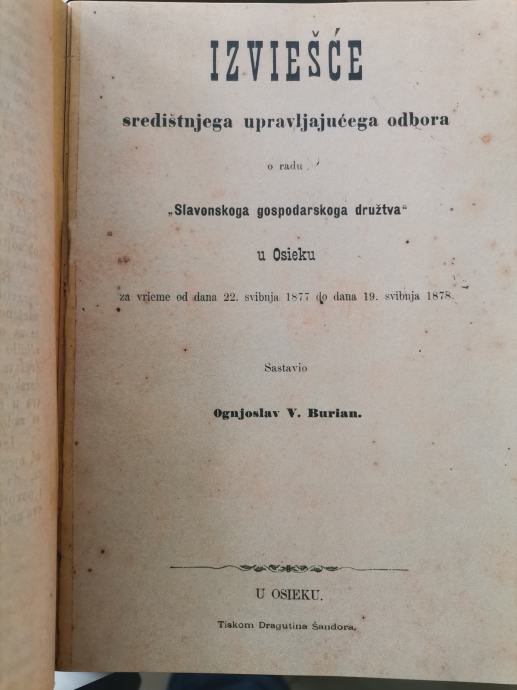 IZVIEŠĆE
središtnjega upravljajućega odbora
o radu
„Slavonskoga gospodarskoga družtva“
u Osieku
za vrieme od dana 22. svibnja 1877 do dana 19. svibnja 1878.
Sastavio
Ognjoslav V. Burian.
U OSIEKU.
Tiskom Dragutina Šandora.